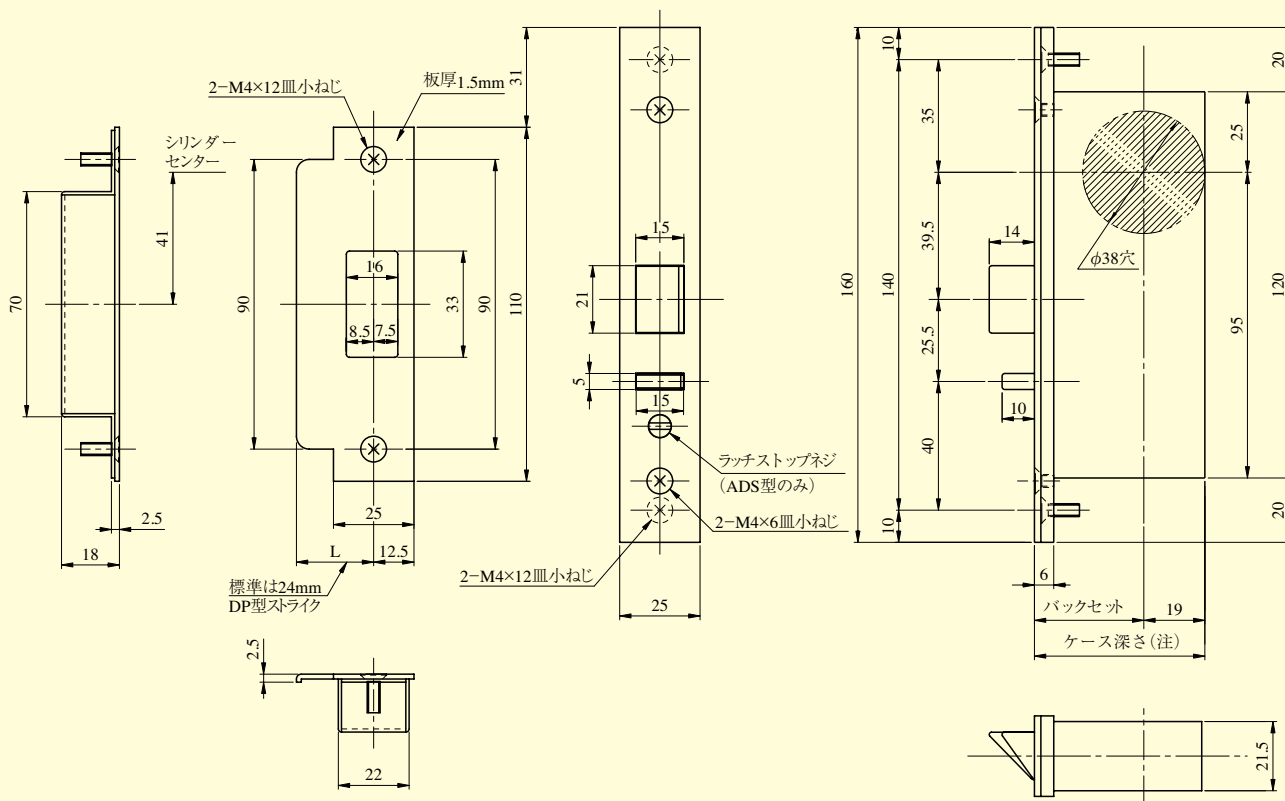 2−M4×12皿小ねじ
板厚1.5mm
シリンダー
センター
41
70
90
16
8.5
7.5
33
90
110
31
2.5
18
25
L
12.5
標準は24mm
DP型ストライク
2.5
22
15
21
5
15
ラッチストップネジ
(ADS型のみ)
2−M4×6皿小ねじ
2−M4×12皿小ねじ
25
160
10
35
39.5
140
25.5
40
10
14
10
φ38穴
20
25
120
95
20
6
バックセット
19
ケース深さ(注)
21.5